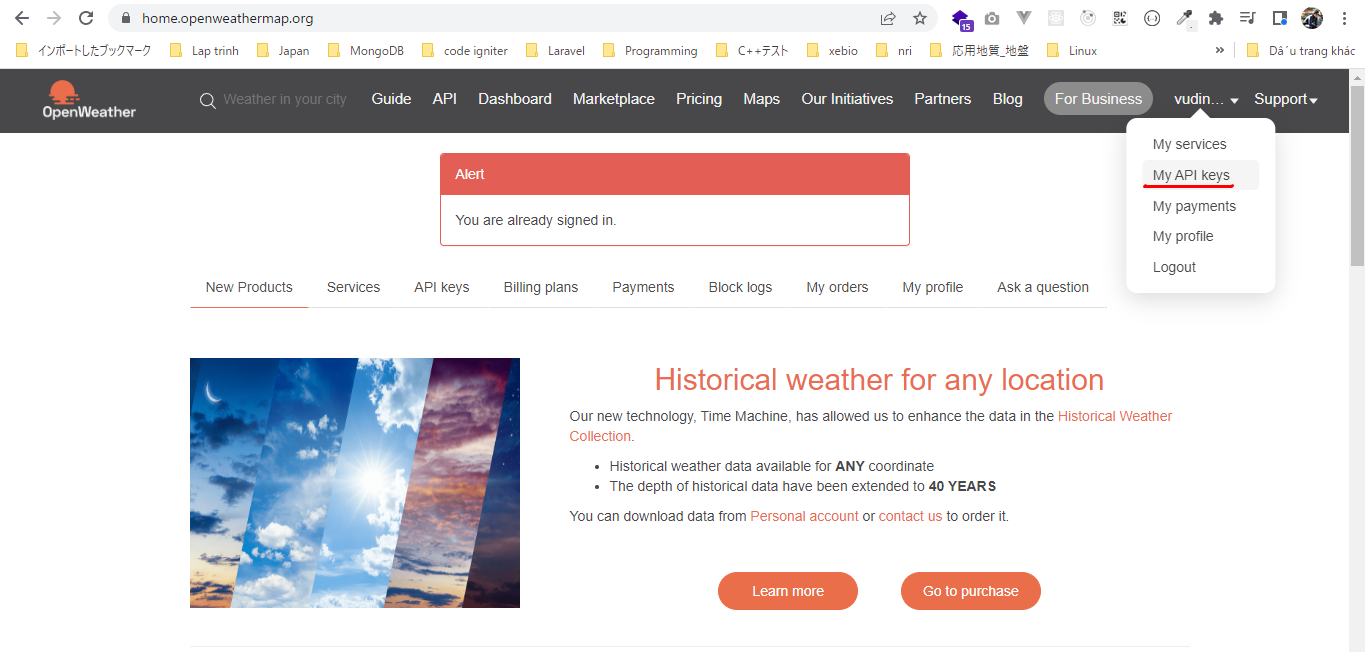 home.openweathermap.org
15
インポートしたブックマーク Lap trinh Japan MongoDB code igniter Laravel Programming C++テスト xebio nri 応用地質_地盤 Linux » Dấu trang khác
OpenWeather Weather in your city Guide API Dashboard Marketplace Pricing Maps Our Initiatives Partners Blog For Business vudin... Support
My services
My API keys
My payments
My profile
Logout
Alert
You are already signed in.
New Products Services API keys Billing plans Payments Block logs My orders My profile Ask a question
Historical weather for any location
Our new technology, Time Machine, has allowed us to enhance the data in the Historical Weather
Collection.
• Historical weather data available for ANY coordinate
• The depth of historical data have been extended to 40 YEARS
You can download data from Personal account or contact us to order it.
Learn more Go to purchase